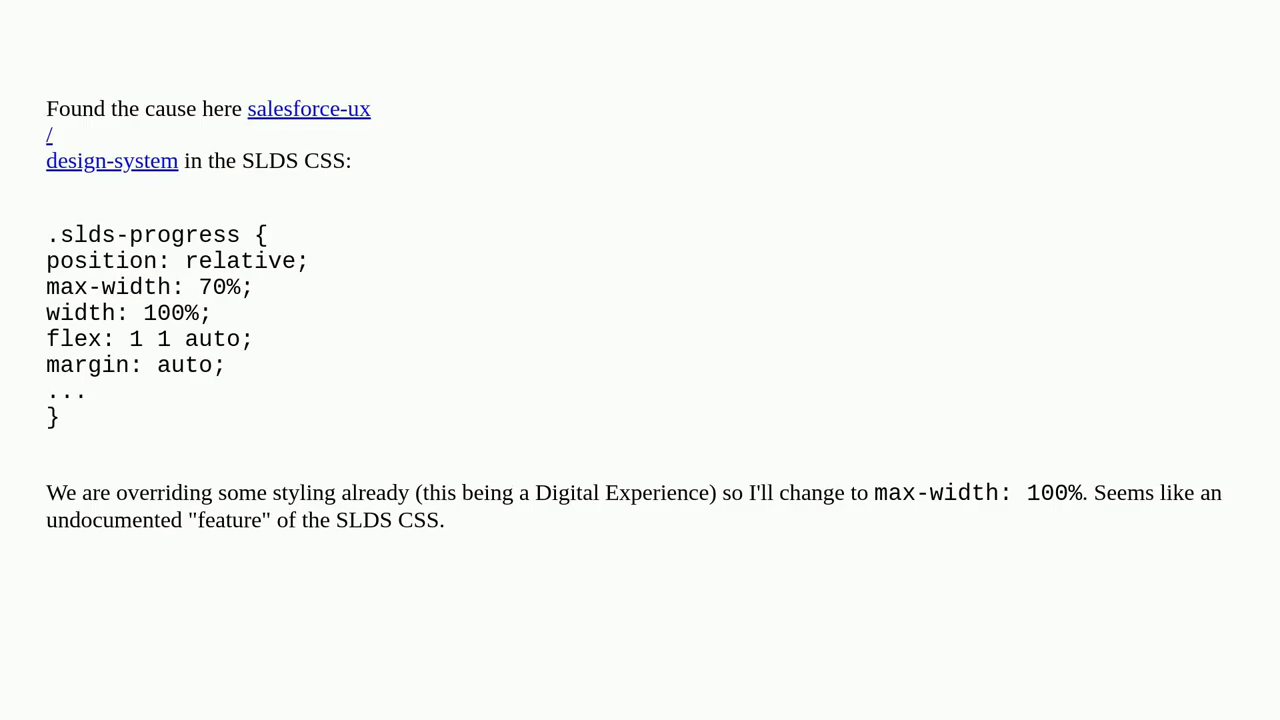 Found the cause here salesforce-ux
/
design-system in the SLDS CSS:
.slds-progress {
position: relative;
max-width: 70%;
width: 100%;
flex: 1 1 auto;
margin: auto;
...
}
We are overriding some styling already (this being a Digital Experience) so I'll change to max-width: 100%. Seems like an
undocumented "feature" of the SLDS CSS.